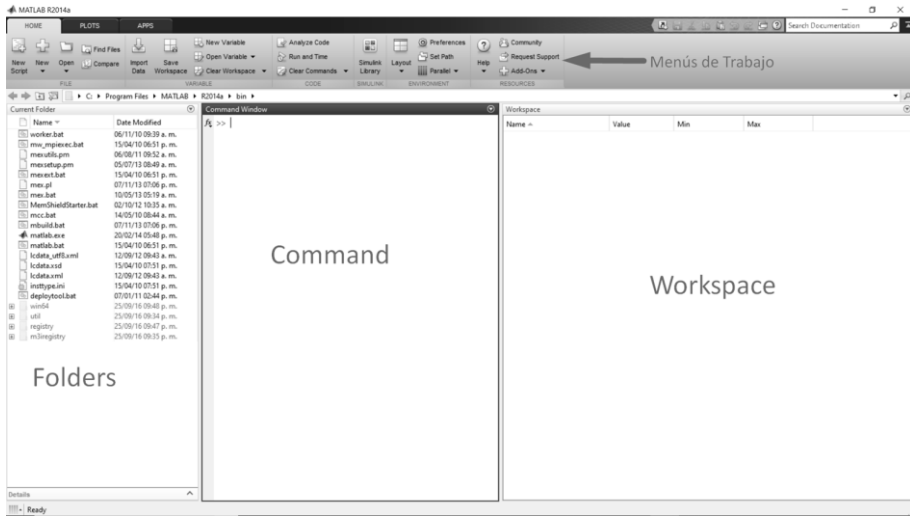 MATLAB R2014a
HOME PLOTS APPS
Search Documentation
New Script
New
Open
Find Files
Compare
Import Data
Save Workspace
New Variable
Open Variable
Clear Workspace
Analyze Code
Run and Time
Clear Commands
Simulink Library
Layout
Preferences
Set Path
Parallel
Help
Community
Request Support
Add-Ons
FILE VARIABLE CODE SIMULINK ENVIRONMENT RESOURCES
Menús de Trabajo
C: Program Files MATLAB R2014a bin
Current Folder
Name Date Modified
worker.bat 06/11/10 09:39 a. m.
mw_mpiexec.bat 15/04/10 06:51 p. m.
mexutils.pm 06/08/11 09:52 a. m.
mexsetup.pm 05/07/13 08:49 a. m.
mexext.bat 15/04/10 06:51 p. m.
mex.pl 07/11/13 07:06 p. m.
mex.bat 10/05/13 05:19 p. m.
MemShieldStarter.bat 02/10/12 10:35 a. m.
mcc.bat 14/05/10 08:44 a. m.
mbuild.bat 07/11/13 07:06 p. m.
matlab.exe 20/02/14 05:48 p. m.
matlab.bat 15/04/10 06:51 p. m.
lcdata_utf8.xml 12/09/12 09:43 a. m.
lcdata.xsd 15/04/10 07:51 p. m.
lcdata.xml 12/09/12 09:43 a. m.
insttype.ini 15/04/10 07:51 p. m.
deploytool.bat 07/01/11 02:44 p. m.
win64 25/09/16 09:48 p. m.
util 25/09/16 09:34 p. m.
registry 25/09/16 09:47 p. m.
m3iregistry 25/09/16 09:35 p. m.
Folders
Details
Command Window
fx >>
Command
Workspace
Name Value Min Max
Workspace
Ready